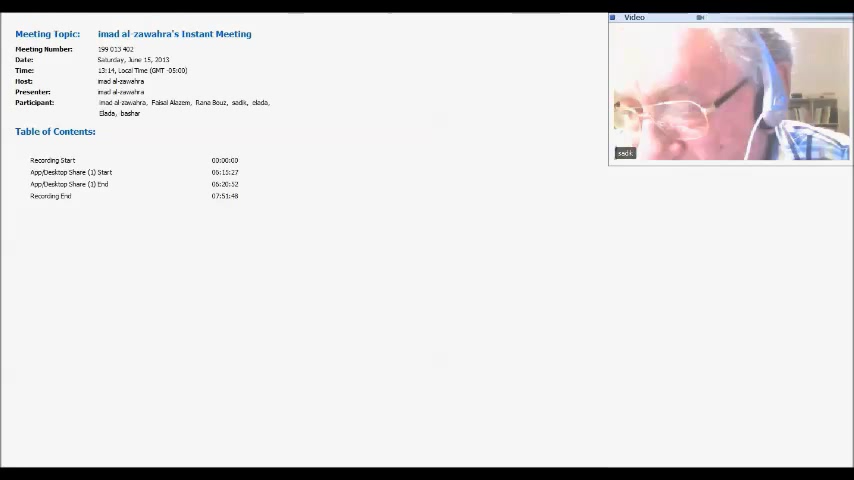 Meeting Topic: imad al-zawahra's Instant Meeting
Meeting Number: 199 013 402
Date: Saturday, June 15, 2013
Time: 13:14, Local Time (GMT -05:00)
Host: imad al-zawahra
Presenter: imad al-zawahra
Participant: imad al-zawahra, Faisal Alazem, Rana Bouz, sadik, elada,
Elada, bashar
Table of Contents:
Recording Start 00:00:00
App/Desktop Share (1) Start 06:15:27
App/Desktop Share (1) End 06:20:52
Recording End 07:51:48
Video
sadik